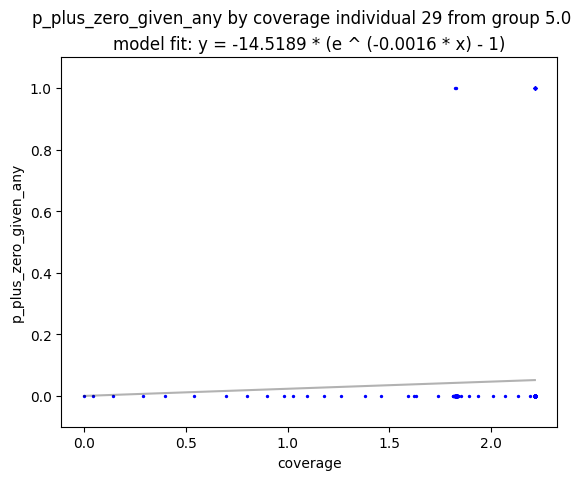 p_plus_zero_given_any by coverage individual 29 from group 5.0
model fit: y = -14.5189 * (e ^ (-0.0016 * x) - 1)
1.0
0.8
0.6
0.4
0.2
0.0
p_plus_zero_given_any
0.0 0.5 1.0 1.5 2.0
coverage